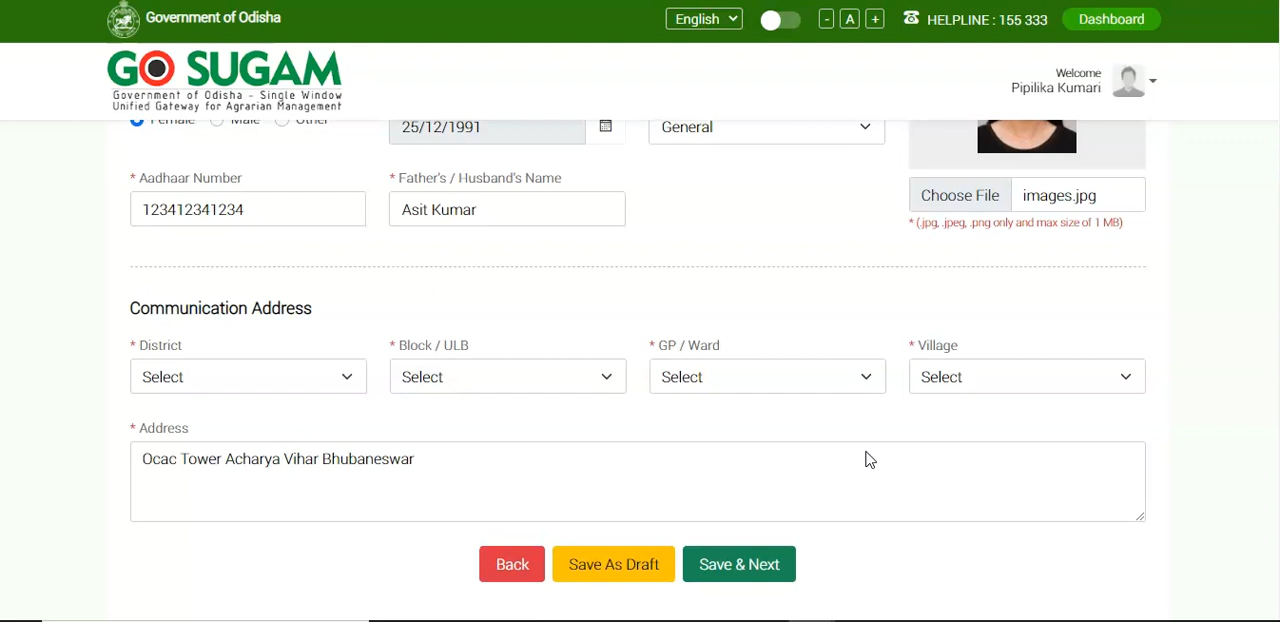 Government of Odisha
English
- A +
HELPLINE : 155 333
Dashboard
GO SUGAM
Government of Odisha - Single Window
Unified Gateway for Agrarian Management
Welcome
Pipilika Kumari
Female Male Other
25/12/1991
General
* Aadhaar Number
* Father's / Husband's Name
123412341234
Asit Kumar
Choose File images.jpg
* (.jpg, .jpeg, .png only and max size of 1 MB)
Communication Address
* District
* Block / ULB
* GP / Ward
* Village
Select
Select
Select
Select
* Address
Ocac Tower Acharya Vihar Bhubaneswar
Back
Save As Draft
Save & Next